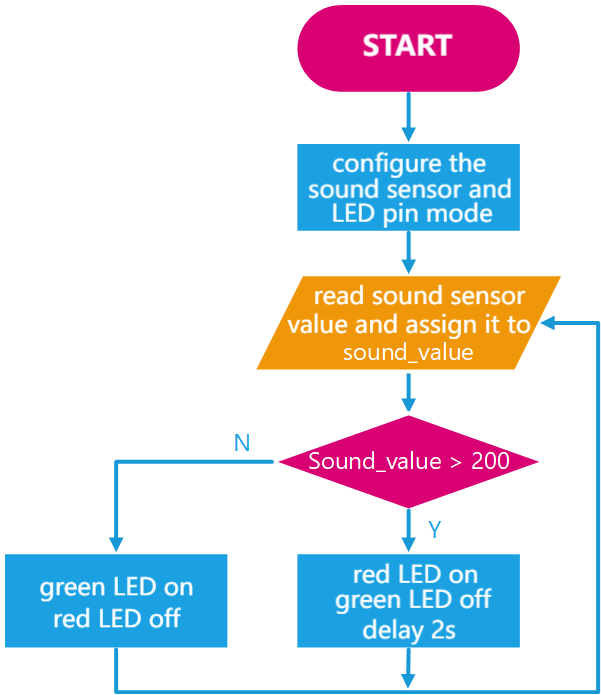 START
configure the
sound sensor and
LED pin mode
read sound sensor
value and assign it to
sound_value
Sound_value > 200
N
Y
green LED on
red LED off
red LED on
green LED off
delay 2s